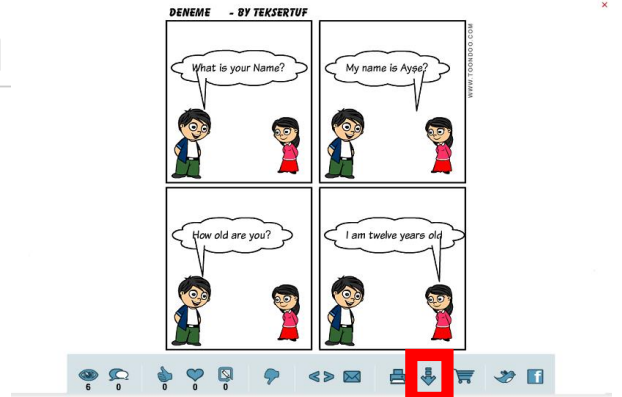 DENEME - BY TEKSERTUF
What is your Name?
My name is Ayşe?
WWW.TOONDOO.COM
How old are you?
I am twelve years old
6 0 0 0 0